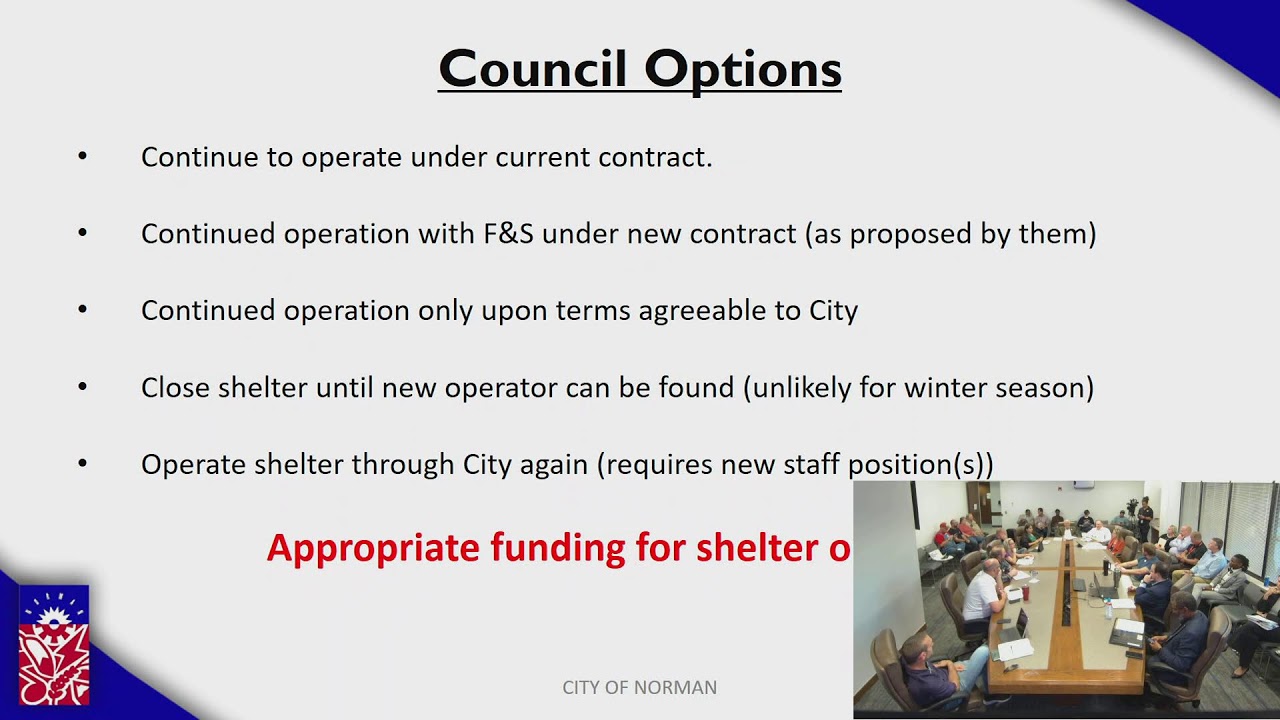 Council Options
• Continue to operate under current contract.
• Continued operation with F&S under new contract (as proposed by them)
• Continued operation only upon terms agreeable to City
• Close shelter until new operator can be found (unlikely for winter season)
• Operate shelter through City again (requires new staff position(s))
Appropriate funding for shelter o
CITY OF NORMAN